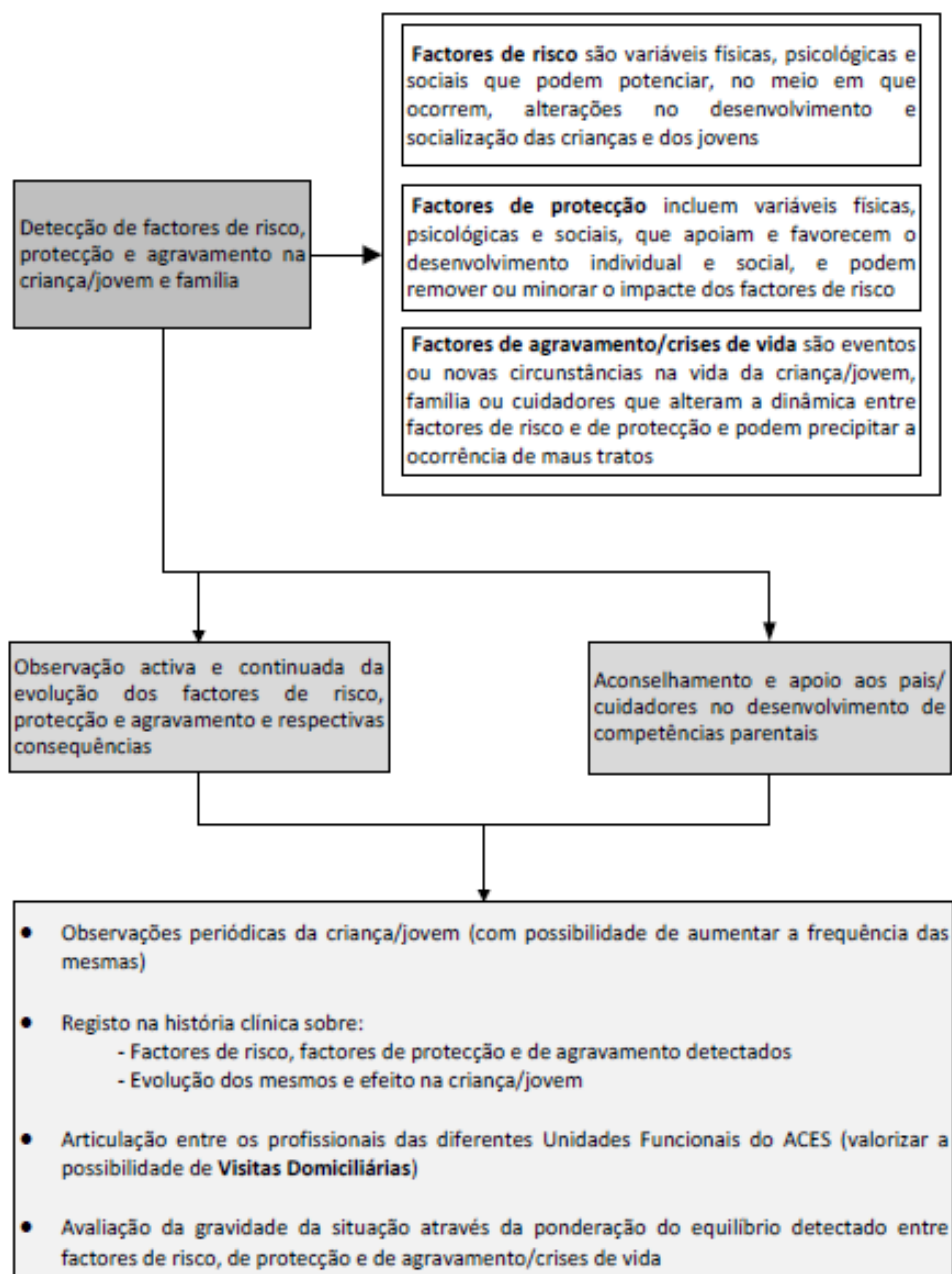 Factores de risco são variáveis físicas, psicológicas e
sociais que podem potenciar, no meio em que
ocorrem, alterações no desenvolvimento e
socialização das crianças e dos jovens
Detecção de factores de risco,
protecção e agravamento na
criança/jovem e família
Factores de protecção incluem variáveis físicas,
psicológicas e sociais, que apoiam e favorecem o
desenvolvimento individual e social, e podem
remover ou minorar o impacte dos factores de risco
Factores de agravamento/crises de vida são eventos
ou novas circunstâncias na vida da criança/jovem,
família ou cuidadores que alteram a dinâmica entre
factores de risco e de protecção e podem precipitar a
ocorrência de maus tratos
Observação activa e continuada da
evolução dos factores de risco,
protecção e agravamento e respectivas
consequências
Aconselhamento e apoio aos pais/
cuidadores no desenvolvimento de
competências parentais
● Observações periódicas da criança/jovem (com possibilidade de aumentar a frequência das
mesmas)
● Registo na história clínica sobre:
- Factores de risco, factores de protecção e de agravamento detectados
- Evolução dos mesmos e efeito na criança/jovem
● Articulação entre os profissionais das diferentes Unidades Funcionais do ACES (valorizar a
possibilidade de Visitas Domiciliárias)
● Avaliação da gravidade da situação através da ponderação do equilíbrio detectado entre
factores de risco, de protecção e de agravamento/crises de vida